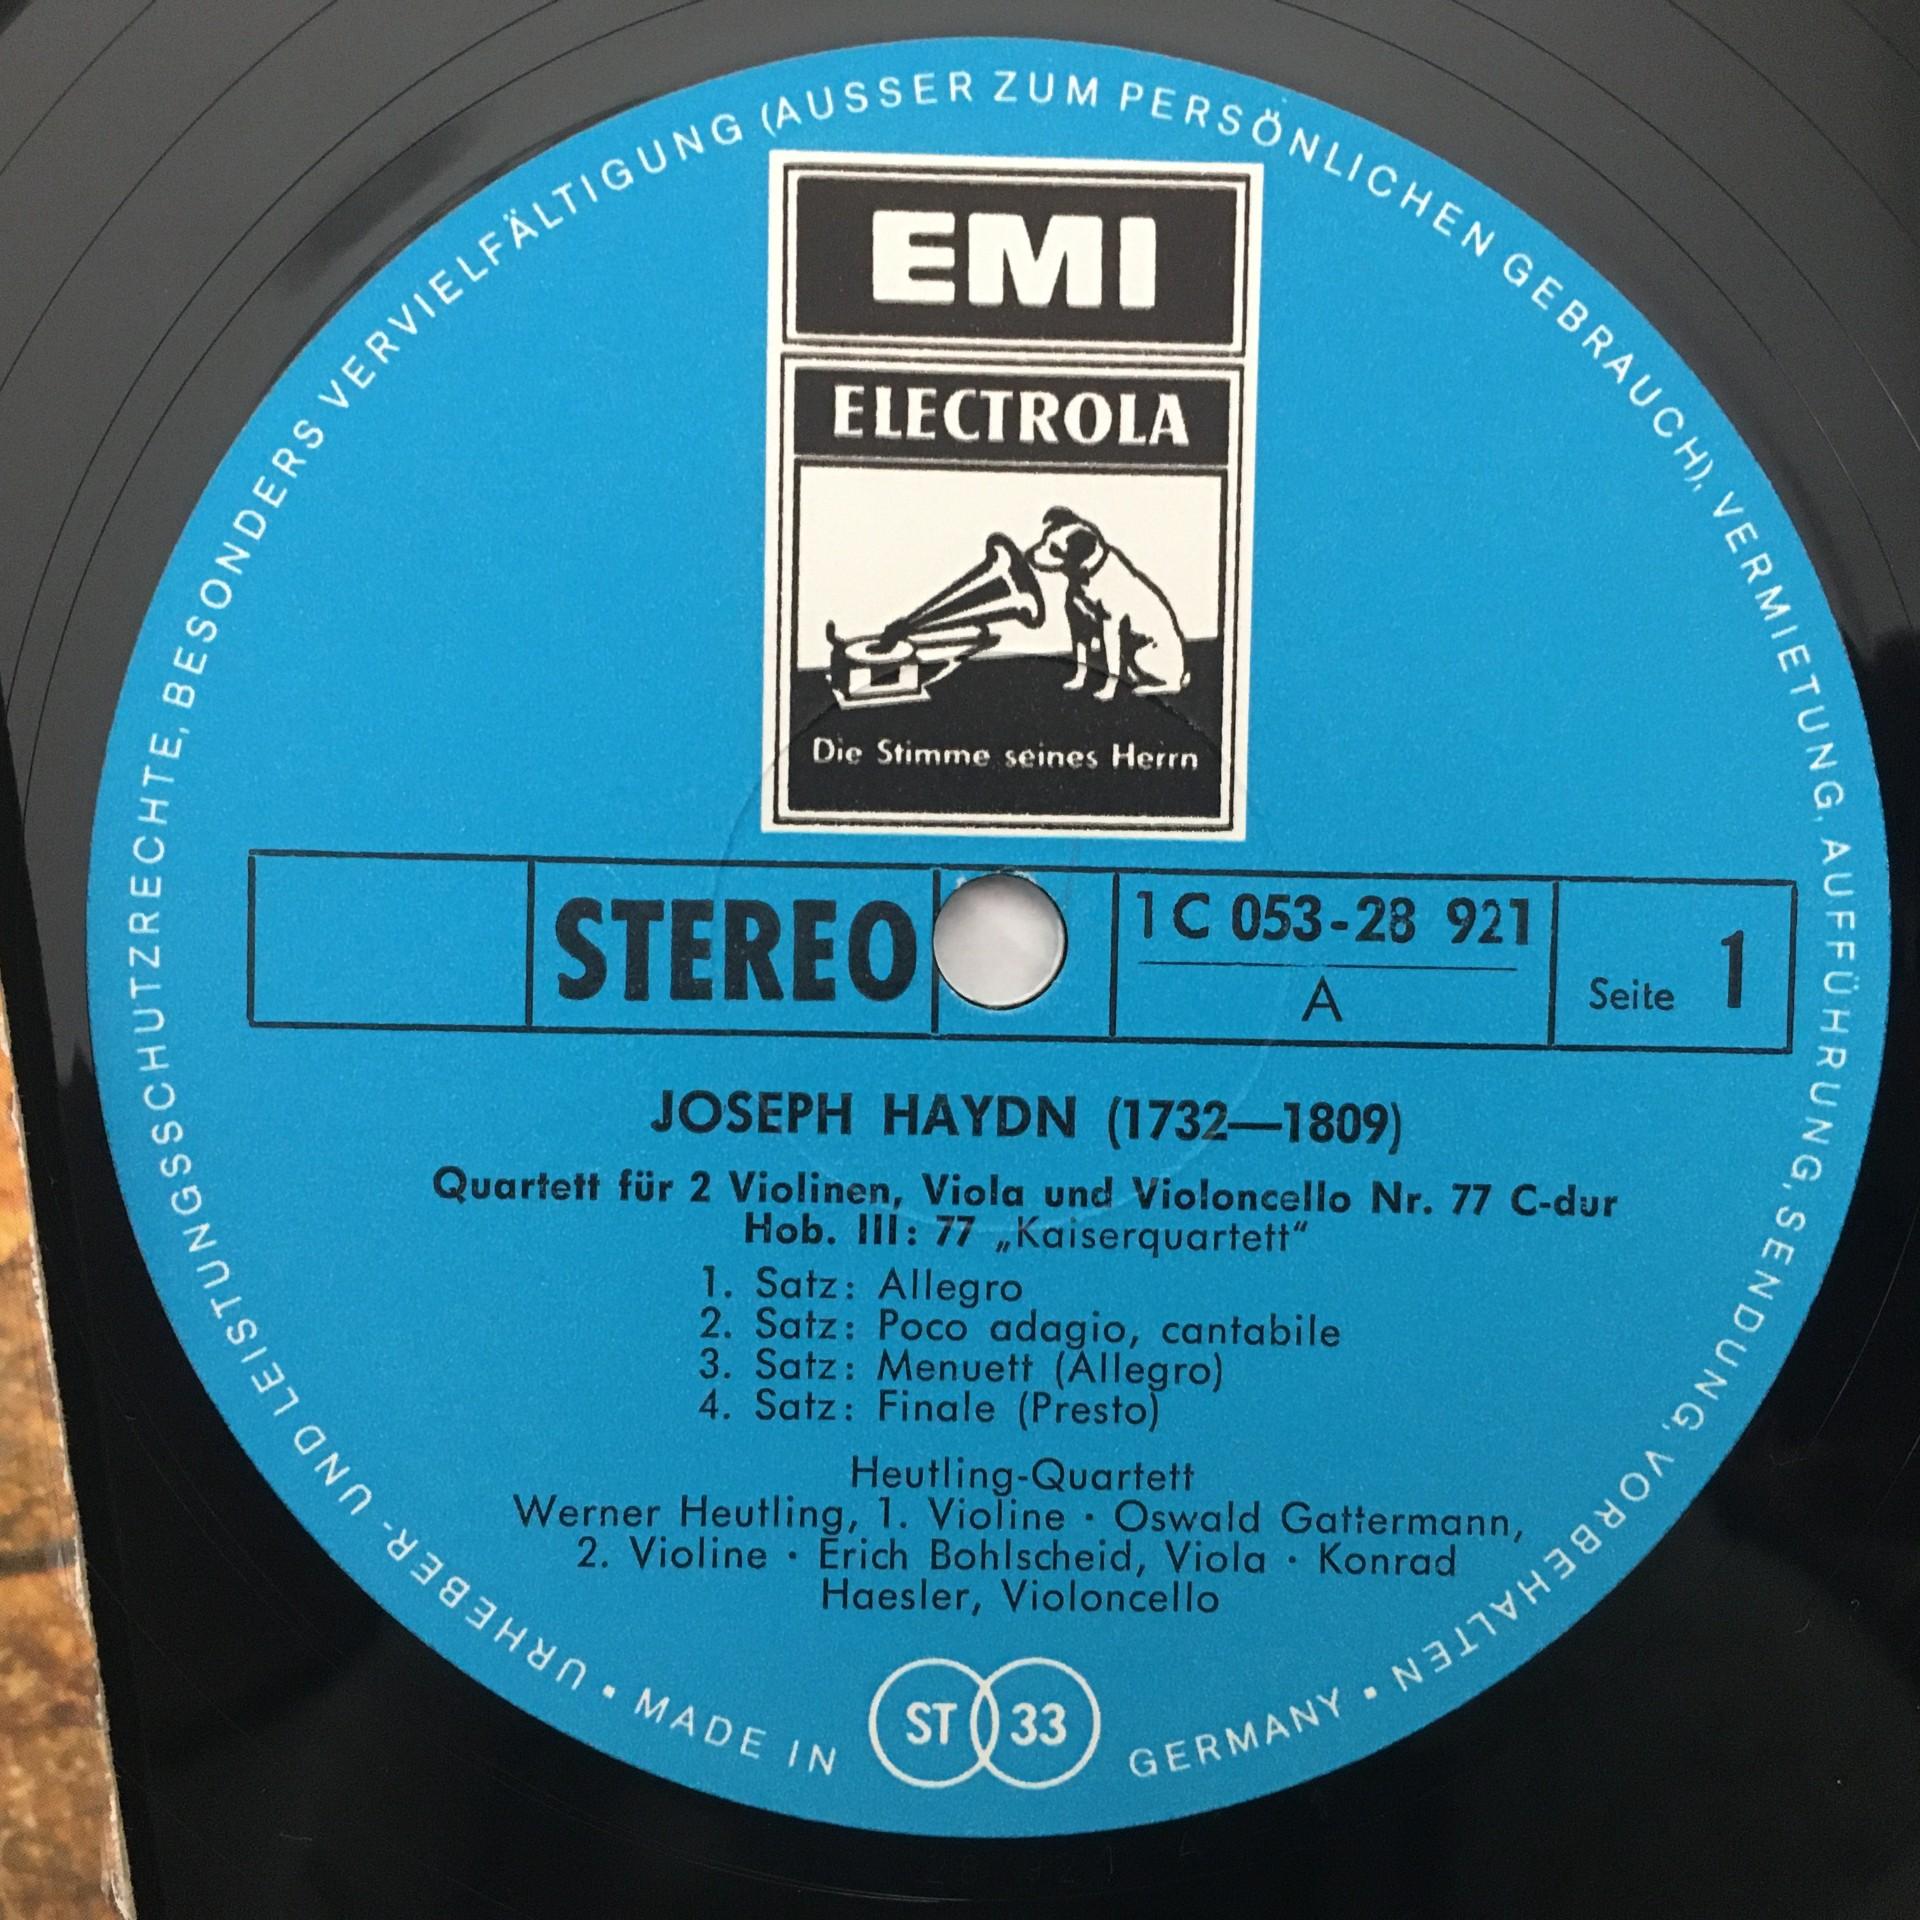 EMI
ELECTROLA
Die Stimme seines Herrn
STEREO
1 C 053-28 921
A
Seite 1
JOSEPH HAYDN (1732—1809)
Quartett für 2 Violinen, Viola und Violoncello Nr. 77 C-dur
Hob. III: 77 „Kaiserquartett“
1. Satz: Allegro
2. Satz: Poco adagio, cantabile
3. Satz: Menuett (Allegro)
4. Satz: Finale (Presto)
Heutling-Quartett
Werner Heutling, 1. Violine · Oswald Gattermann,
2. Violine · Erich Bohlscheid, Viola · Konrad
Haesler, Violoncello
ST 33
URHEBER- UND LEISTUNGSSCHUTZRECHTE, BESONDERS VERVIELFÄLTIGUNG (AUSSER ZUM PERSÖNLICHEN GEBRAUCH), VERMIETUNG, AUFFÜHRUNG, SENDUNG, VORBEHALTEN • MADE IN GERMANY •